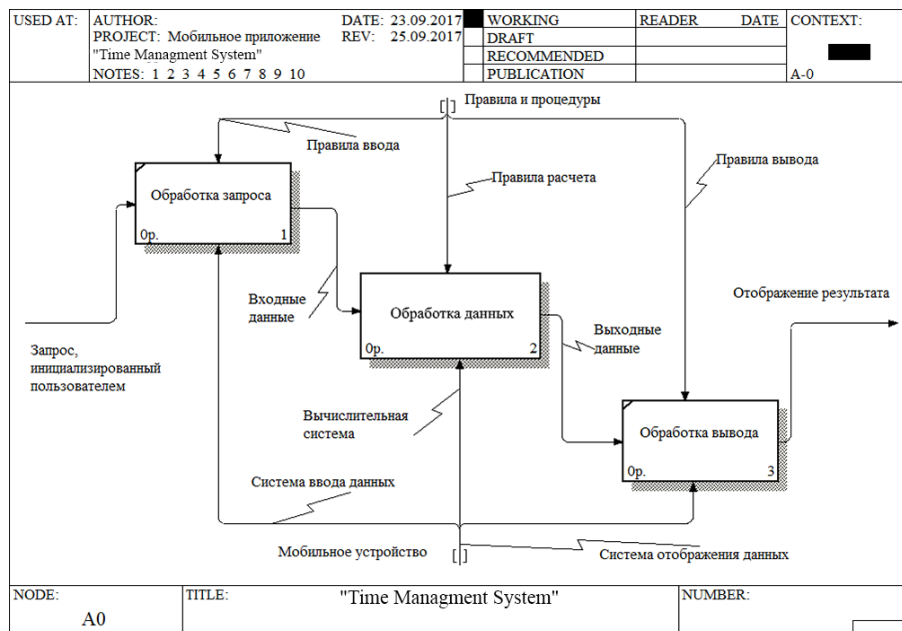 USED AT:
AUTHOR:
DATE: 23.09.2017
PROJECT: Мобильное приложение
REV: 25.09.2017
"Time Managment System"
NOTES: 1 2 3 4 5 6 7 8 9 10
WORKING
DRAFT
RECOMMENDED
PUBLICATION
READER DATE
CONTEXT:
A-0
Правила и процедуры
Правила ввода
Правила расчета
Правила вывода
Обработка запроса
0р. 1
Входные
данные
Обработка данных
0р. 2
Выходные
данные
Отображение результата
Запрос,
инициализированный
пользователем
Вычислительная
система
Обработка вывода
0р. 3
Система ввода данных
Мобильное устройство
Система отображения данных
NODE:
A0
TITLE:
"Time Managment System"
NUMBER: